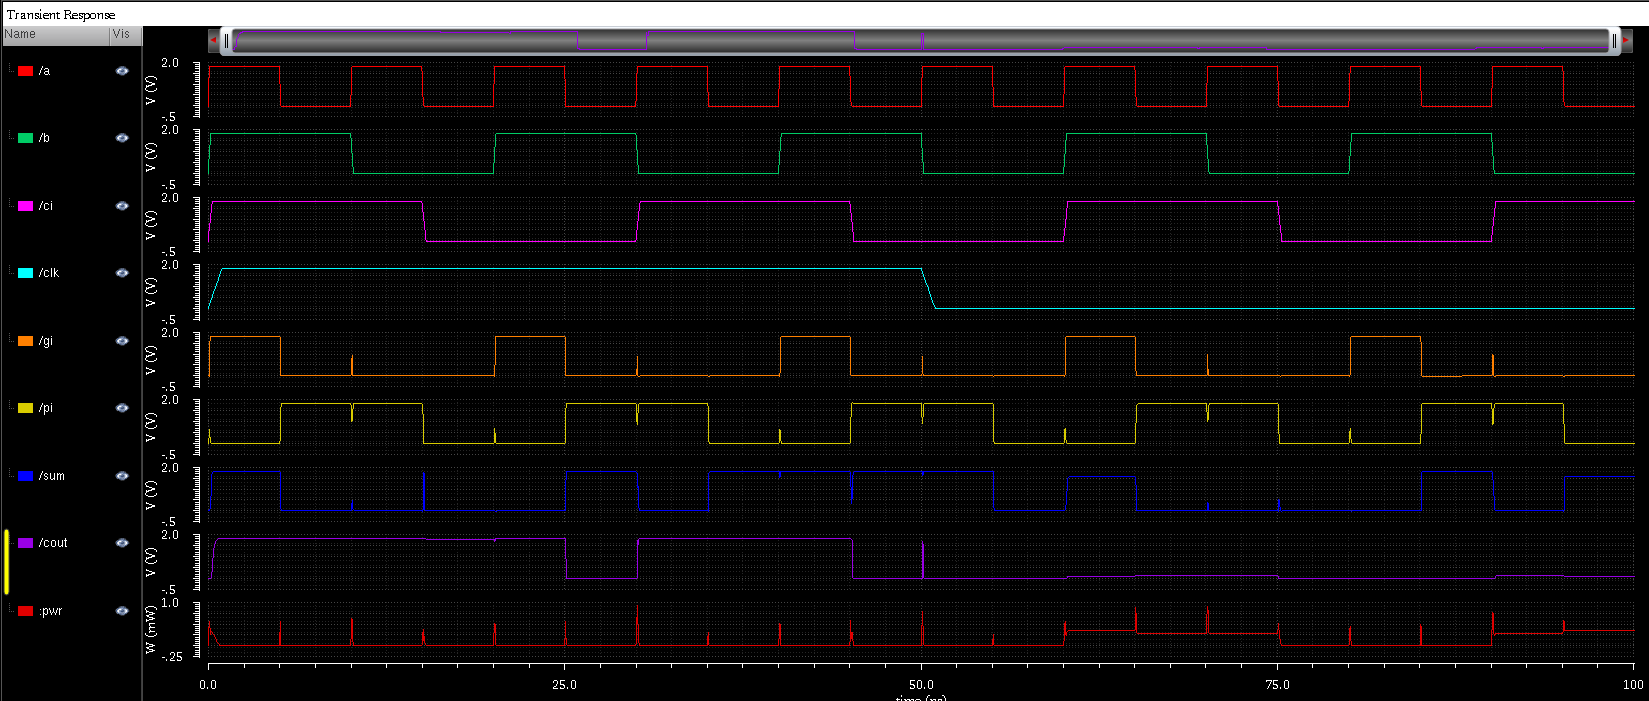 Transient Response
Name Vis
/a
2.0
V (V)
-.5
/b
2.0
V (V)
-.5
/ci
2.0
V (V)
-.5
/clk
2.0
V (V)
-.5
/gi
2.0
V (V)
-.5
/pi
2.0
V (V)
-.5
/sum
2.0
V (V)
-.5
/cout
2.0
V (V)
-.5
:pwr
1.0
W (mW)
-.25
0.0 25.0 50.0 75.0 100
time (ns)